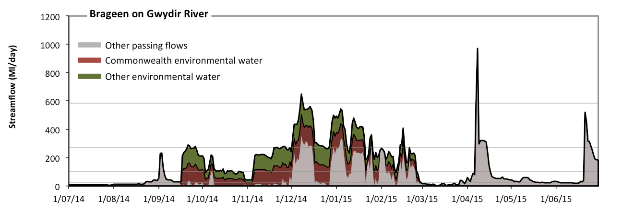 Brageen on Gwydir River
1200
1000
800
600
400
200
0
Streamflow (Ml/day)
Other passing flows
Commonwealth environmental water
Other environmental water
1/07/14 1/08/14 1/09/14 1/10/14 1/11/14 1/12/14 1/01/15 1/02/15 1/03/15 1/04/15 1/05/15 1/06/15